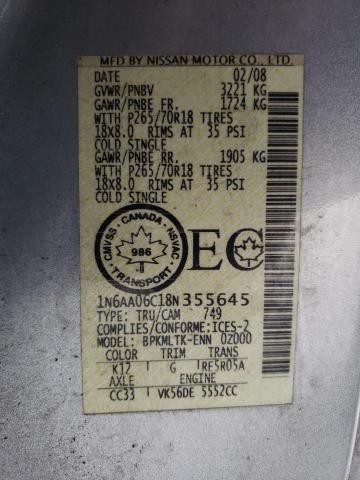 MFD BY NISSAN MOTOR CO., LTD.
DATE 02/08
GVWR/PNBV 3221 KG
GAWR/PNBE FR. 1724 KG
WITH P265/70R18 TIRES
18X8.0 RIMS AT 35 PSI
COLD SINGLE
GAWR/PNBE RR. 1905 KG
WITH P265/70R18 TIRES
18X8.0 RIMS AT 35 PSI
COLD SINGLE
CANADA
CMVSS 986 NSVAC
TRANSPORT
EC
1N6AA06C18N355645
TYPE: TRU/CAM 749
COMPLIES/CONFORME:ICES-2
MODEL: BPKMLTK-ENN 0Z000
COLOR TRIM TRANS
K12 G RE5R05A
AXLE ENGINE
CC33 VK56DE 5552CC